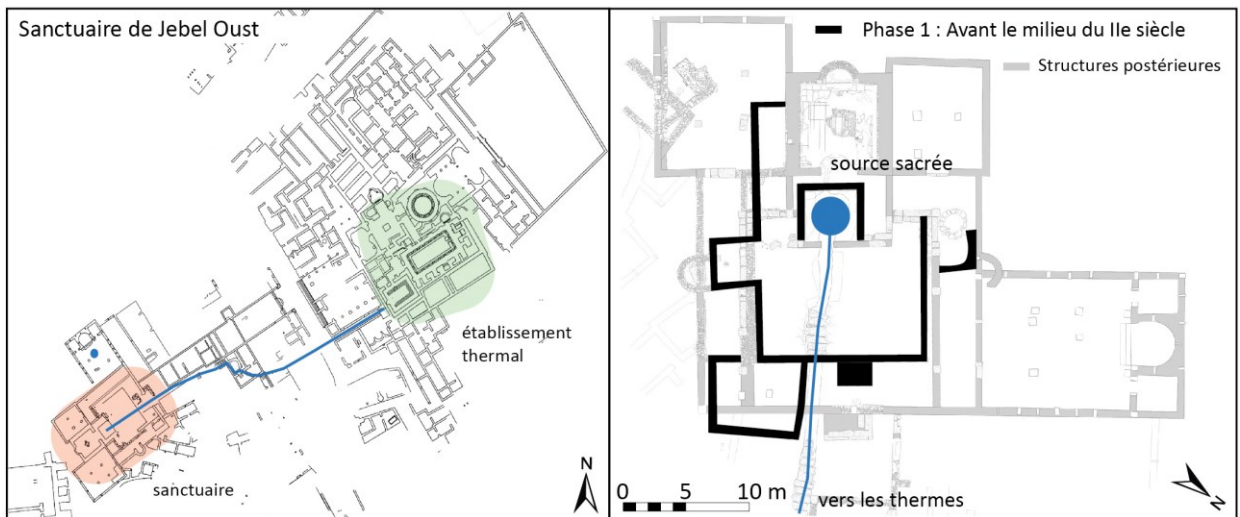 Sanctuaire de Jebel Oust
établissement
thermal
sanctuaire
N
Phase 1 : Avant le milieu du IIe siècle
Structures postérieures
source sacrée
0 5 10 m
vers les thermes
N